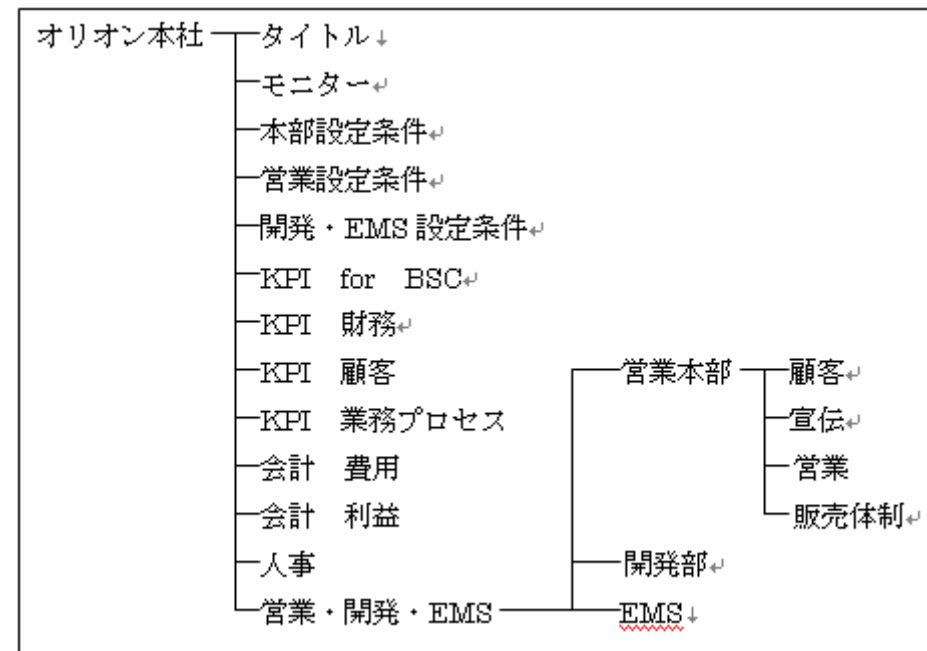 オリオン本社 タイトル
モニター
本部設定条件
営業設定条件
開発・EMS 設定条件
KPI for BSC
KPI 財務
KPI 顧客 営業本部 顧客
KPI 業務プロセス 宣伝
会計 費用 営業
会計 利益 販売体制
人事 開発部
営業・開発・EMS EMS